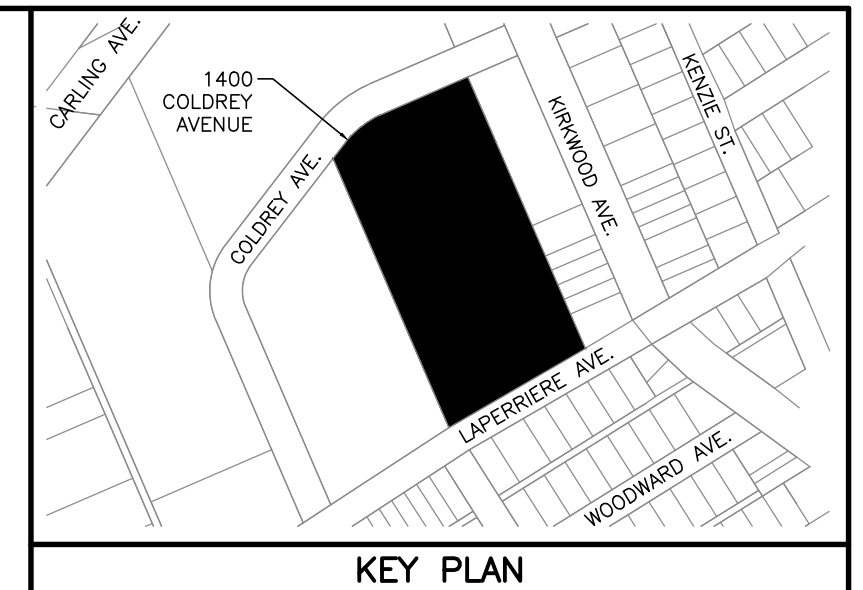 CARLING AVE.
1400
COLDREY
AVENUE
COLDREY AVE.
KIRKWOOD AVE.
KENZIE ST.
LAPERRIERE AVE.
WOODWARD AVE.
KEY PLAN